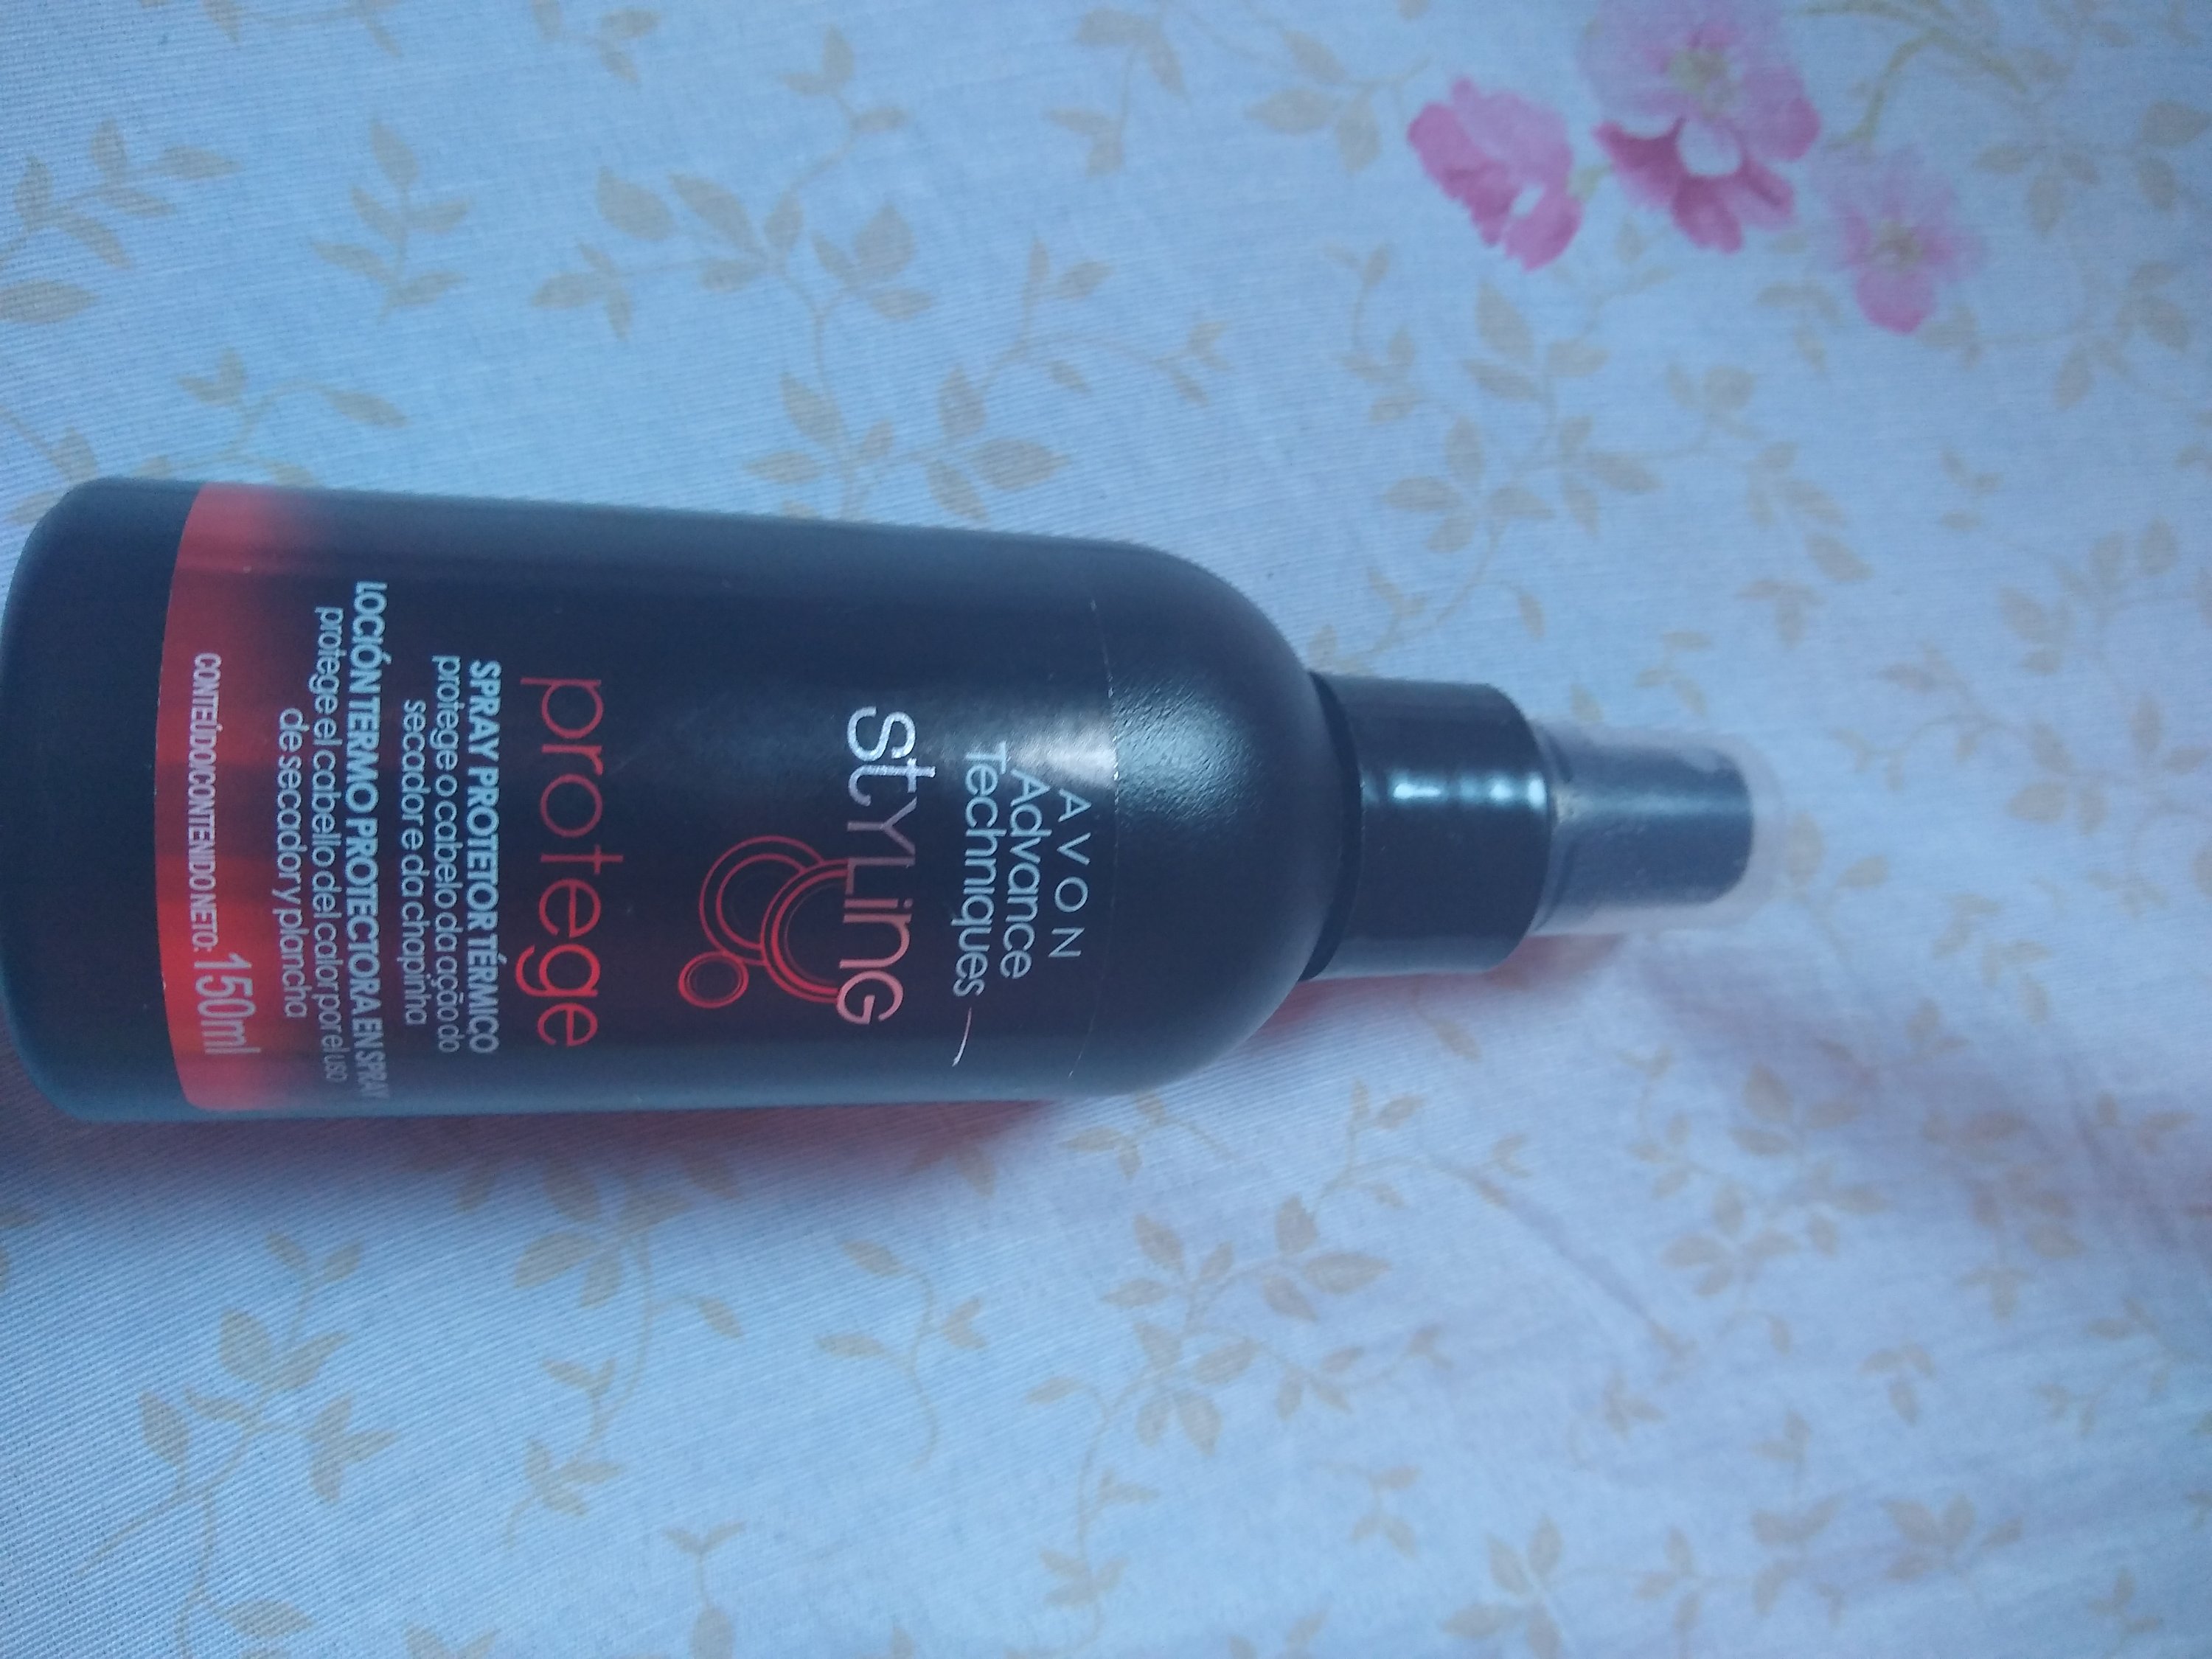 AVON
Advance
Techniques
StYLinG
protege
SPRAY PROTETOR TÉRMICO
protege o cabelo da ação do
secador e da chapinha
LOCIÓN TERMO PROTECTORA EN SPRAY
protege el cabello del calor por el uso
de secador y plancha
CONTEÚDO/CONTENIDO NETO: 150ml